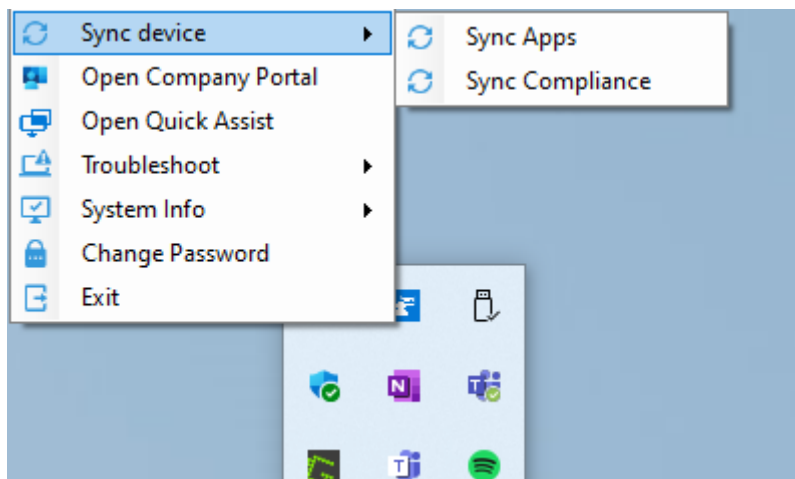 Sync device
Sync Apps
Open Company Portal
Sync Compliance
Open Quick Assist
Troubleshoot
System Info
Change Password
Exit